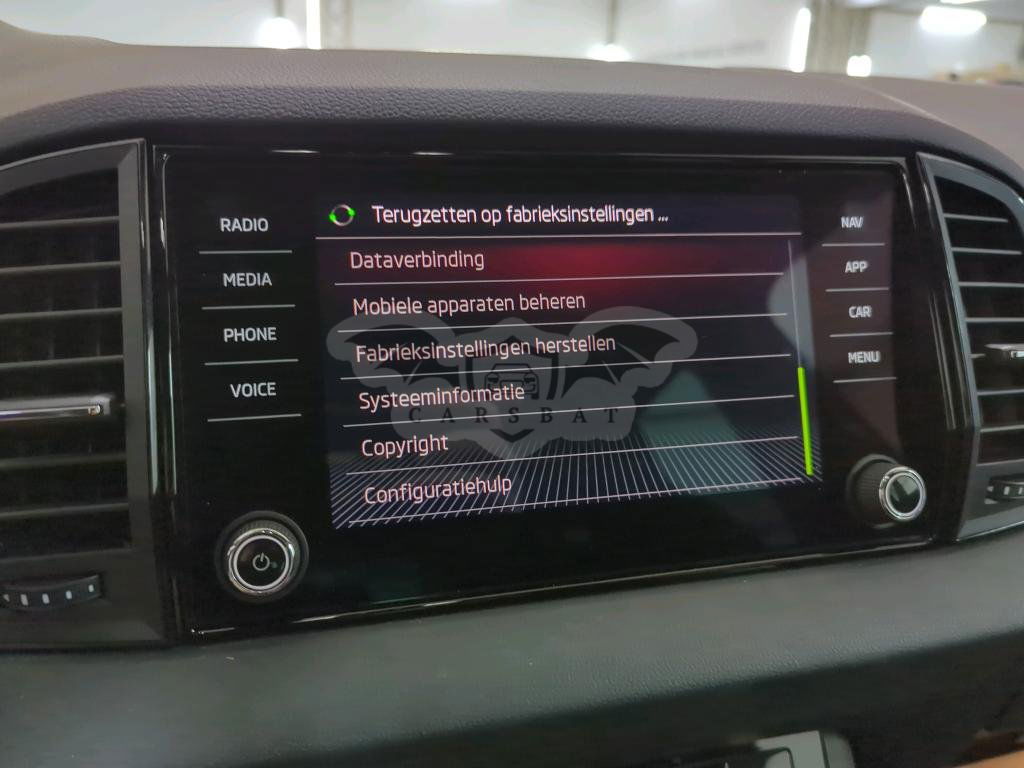 RADIO
MEDIA
PHONE
VOICE
Terugzetten op fabrieksinstellingen ...
Dataverbinding
Mobiele apparaten beheren
Fabrieksinstellingen herstellen
Systeeminformatie
Copyright
Configuratiehulp
CARSBAT
NAV
APP
CAR
MENU